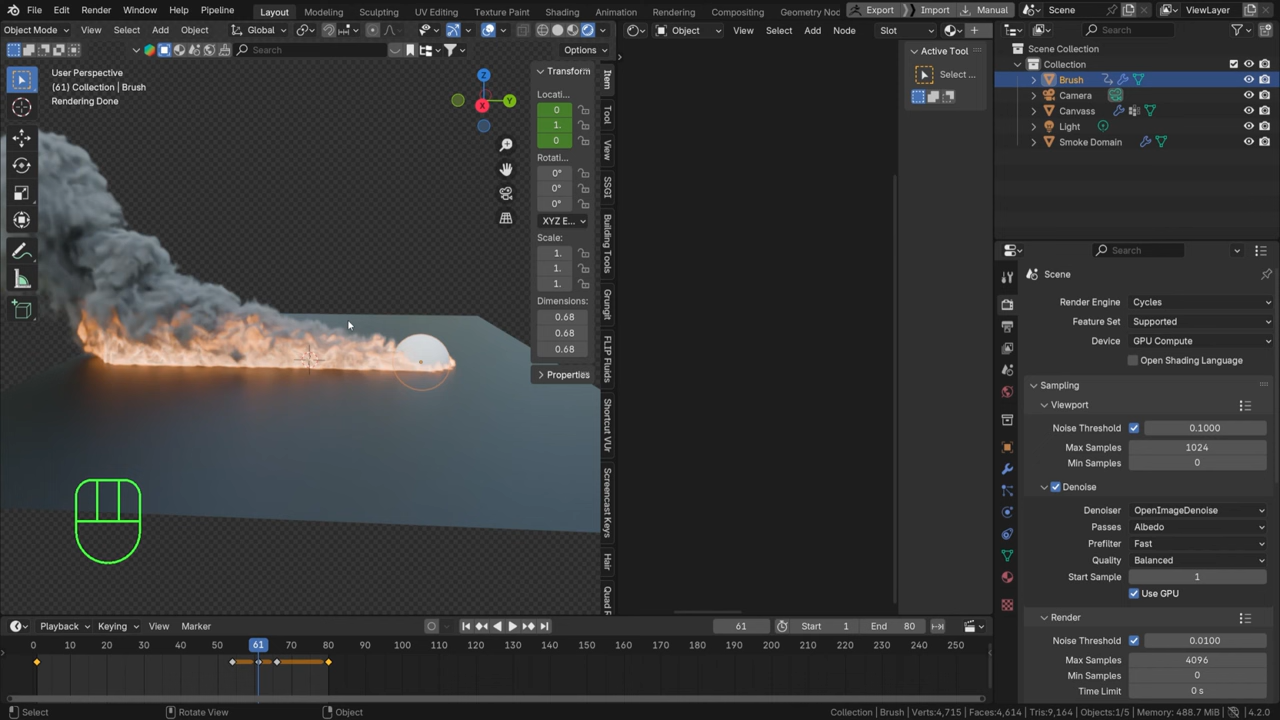 File Edit Render Window Help Pipeline Layout Modeling Sculpting UV Editing Texture Paint Shading Animation Rendering Compositing Geometry Noc Export Import Manual Scene ViewLayer
Object Mode View Select Add Object Global Object View Select Add Node Slot Search
Search Options
User Perspective
(61) Collection | Brush
Rendering Done
Z
Y
X
Transform
Locati...
0
1.
0
Rotati...
0°
0°
0°
XYZ E...
Scale:
1.
1.
1.
Dimensions:
0.68
0.68
0.68
Properties
Item
Tool
View
SSGI
Building Tools
Grungit
FLIP Fluids
Shortcut VUr
Screencast Keys
Hair
Quad F
Active Tool
Select ...
Scene Collection
Collection
Brush
Camera
Canvass
Light
Smoke Domain
Search
Scene
Render Engine Cycles
Feature Set Supported
Device GPU Compute
Open Shading Language
Sampling
Viewport
Noise Threshold 0.1000
Max Samples 1024
Min Samples 0
Denoise
Denoiser OpenImageDenoise
Passes Albedo
Prefilter Fast
Quality Balanced
Start Sample 1
Use GPU
Render
Noise Threshold 0.0100
Max Samples 4096
Min Samples 0
Time Limit 0 s
Playback Keying View Marker 61 Start 1 End 80
0 10 20 30 40 50 61 70 80 90 100 110 120 130 140 150 160 170 180 190 200 210 220 230 240 250
Select Rotate View Object Collection | Brush Verts:4,715 Faces:4,614 Tris:9,164 Objects:1/5 Memory: 488.7 MiB 4.2.0